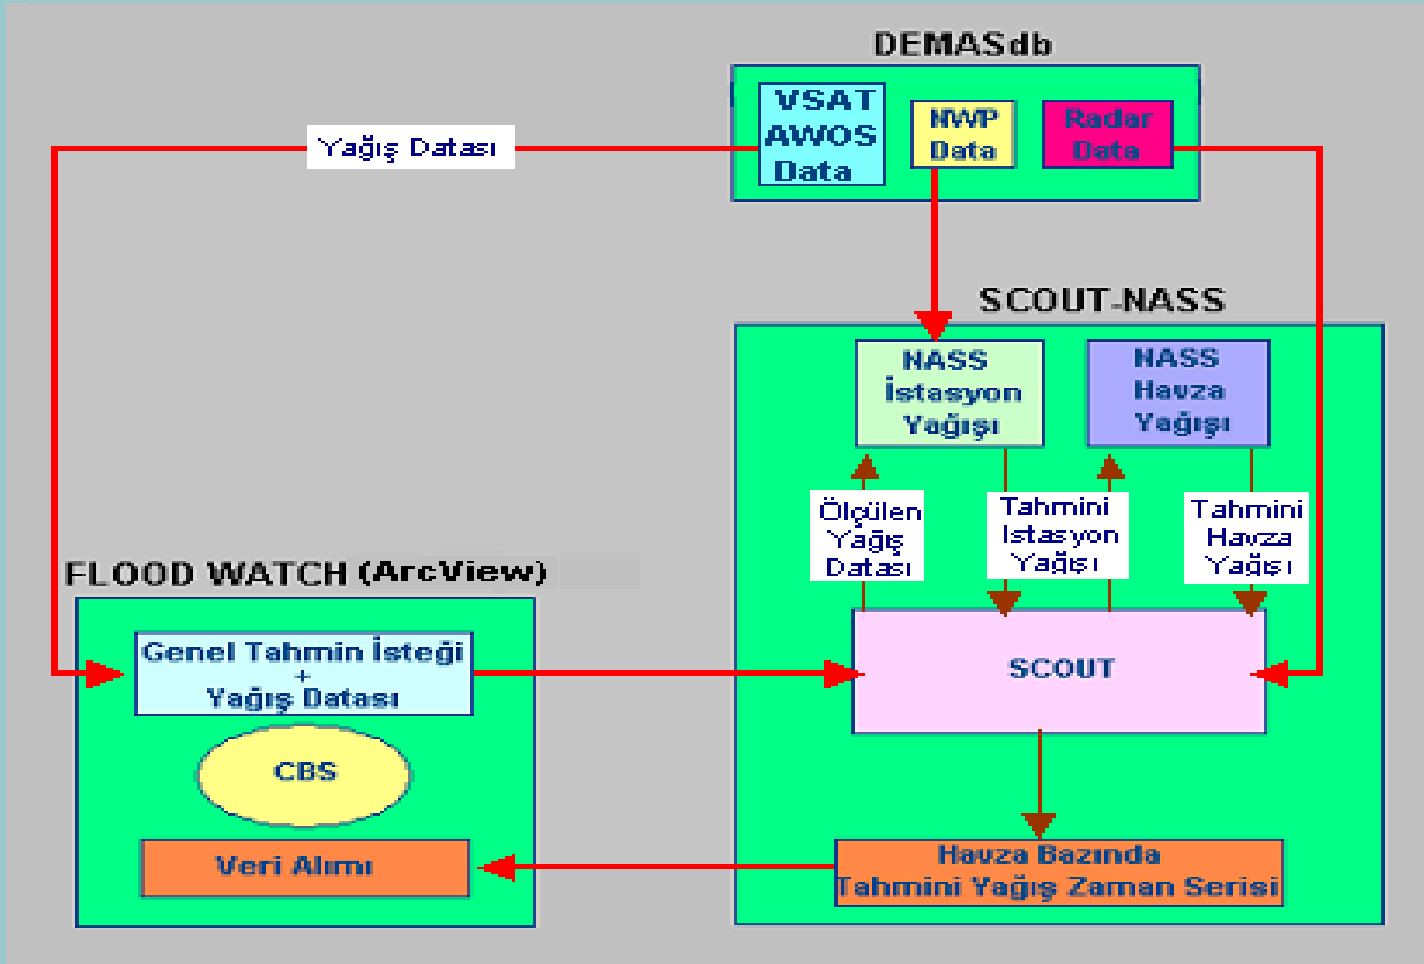 DEMASdb
VSAT
AWOS
Data
NWP
Data
Radar
Data
Yağış Datası
SCOUT-NASS
NASS
İstasyon
Yağışı
NASS
Havza
Yağışı
Ölçülen
Yağış
Datası
Tahmini
Istasyon
Yağışı
Tahmini
Havza
Yağışı
FLOOD WATCH (ArcView)
Genel Tahmin İsteği
+
Yağış Datası
SCOUT
CBS
Veri Alımı
Havza Bazında
Tahmini Yağış Zaman Serisi